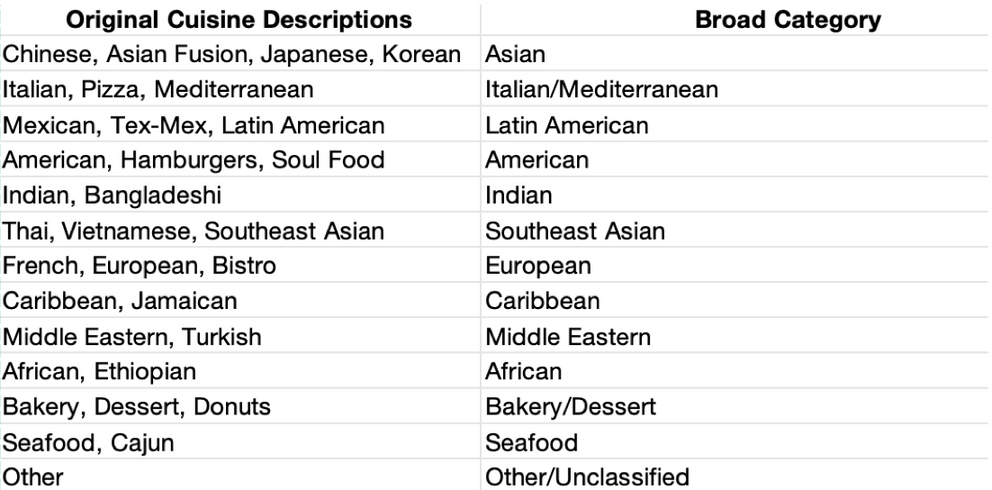 Original Cuisine Descriptions Broad Category
Chinese, Asian Fusion, Japanese, Korean Asian
Italian, Pizza, Mediterranean Italian/Mediterranean
Mexican, Tex-Mex, Latin American Latin American
American, Hamburgers, Soul Food American
Indian, Bangladeshi Indian
Thai, Vietnamese, Southeast Asian Southeast Asian
French, European, Bistro European
Caribbean, Jamaican Caribbean
Middle Eastern, Turkish Middle Eastern
African, Ethiopian African
Bakery, Dessert, Donuts Bakery/Dessert
Seafood, Cajun Seafood
Other Other/Unclassified